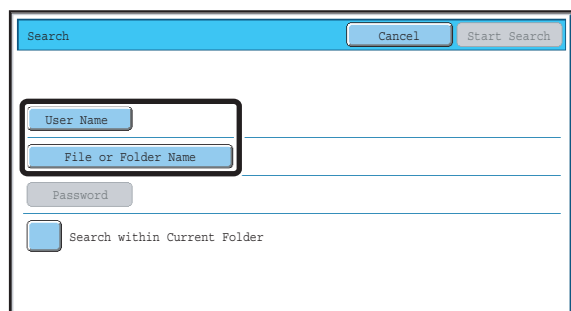 Search Cancel Start Search
User Name
File or Folder Name
Password
Search within Current Folder